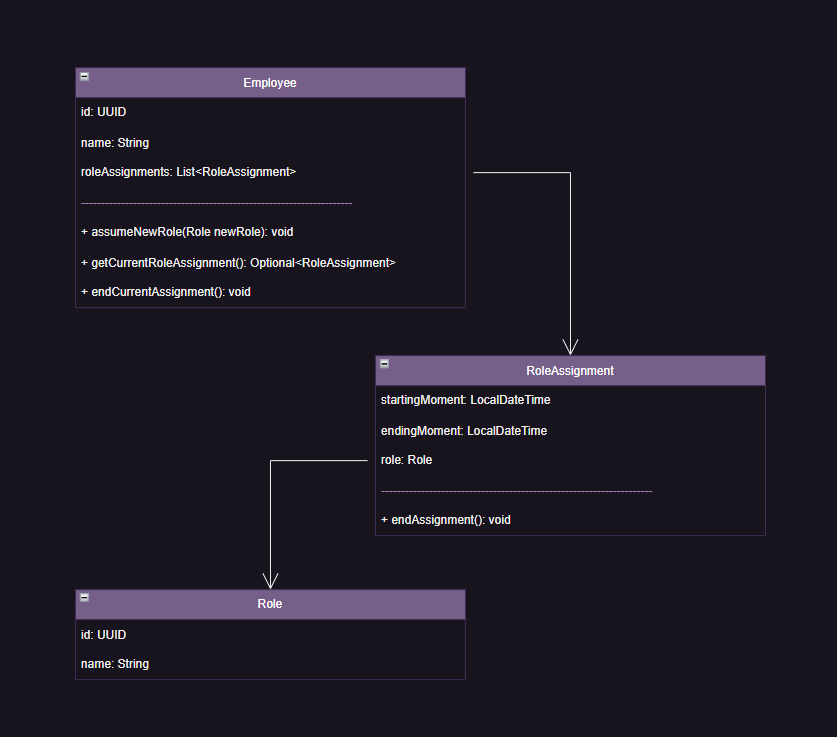 Employee
id: UUID
name: String
roleAssignments: List<RoleAssignment>
+ assumeNewRole(Role newRole): void
+ getCurrentRoleAssignment(): Optional<RoleAssignment>
+ endCurrentAssignment(): void
RoleAssignment
startingMoment: LocalDateTime
endingMoment: LocalDateTime
role: Role
+ endAssignment(): void
Role
id: UUID
name: String